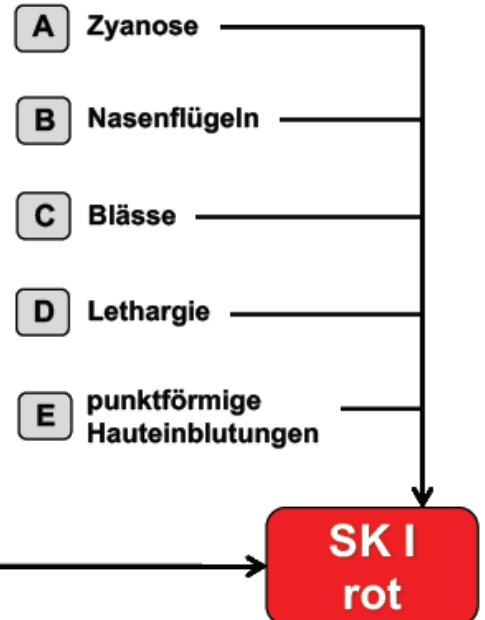 A Zyanose
B Nasenflügeln
C Blässe
D Lethargie
E punktförmige
Hauteinblutungen
SK I
rot